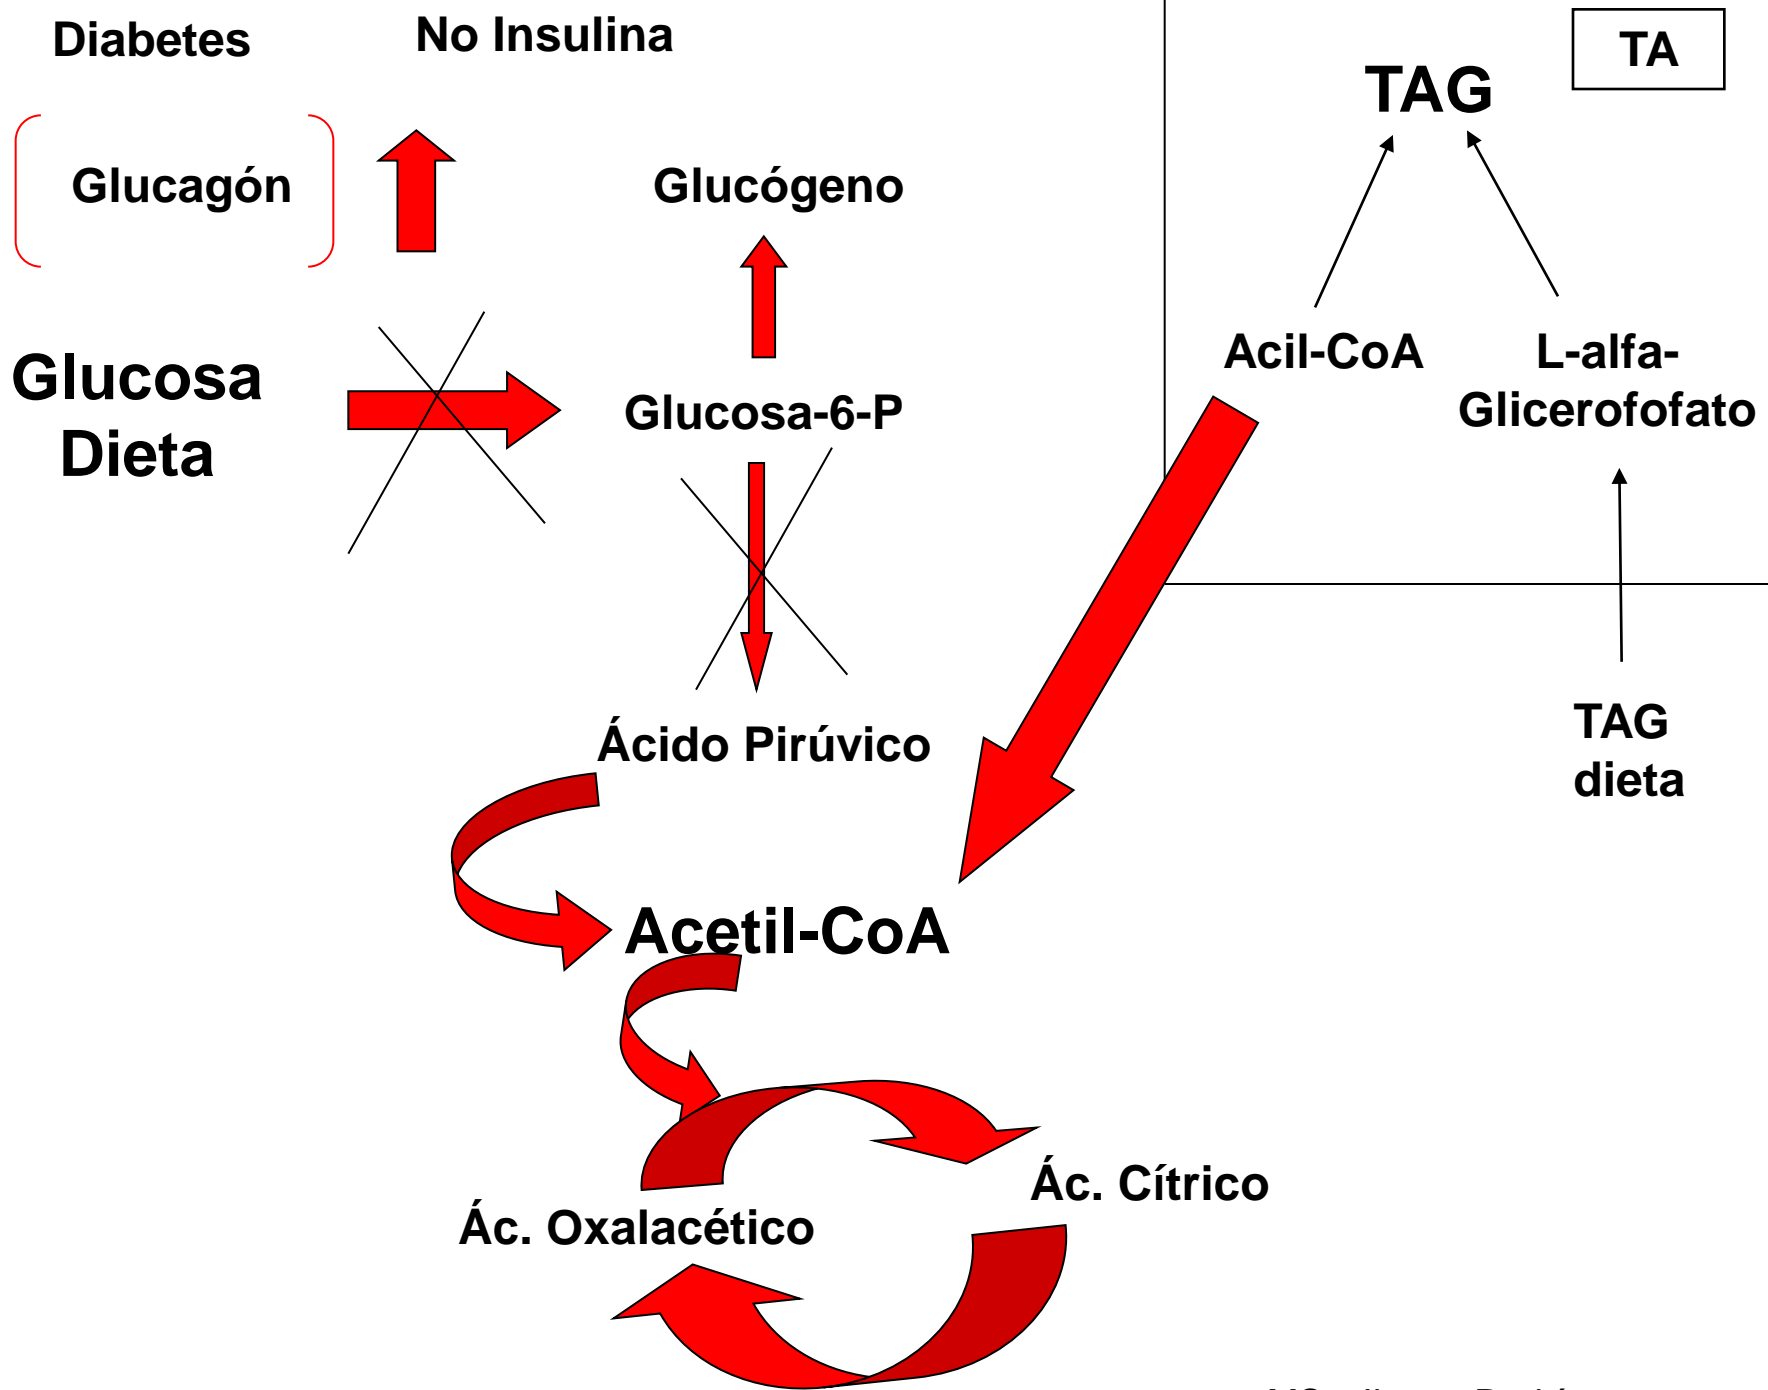 Diabetes
No Insulina
TA
TAG
Glucagón
Glucógeno
Glucosa
Dieta
Glucosa-6-P
Acil-CoA
L-alfa-
Glicerofofato
Ácido Pirúvico
TAG
dieta
Acetil-CoA
Ác. Cítrico
Ác. Oxalacético